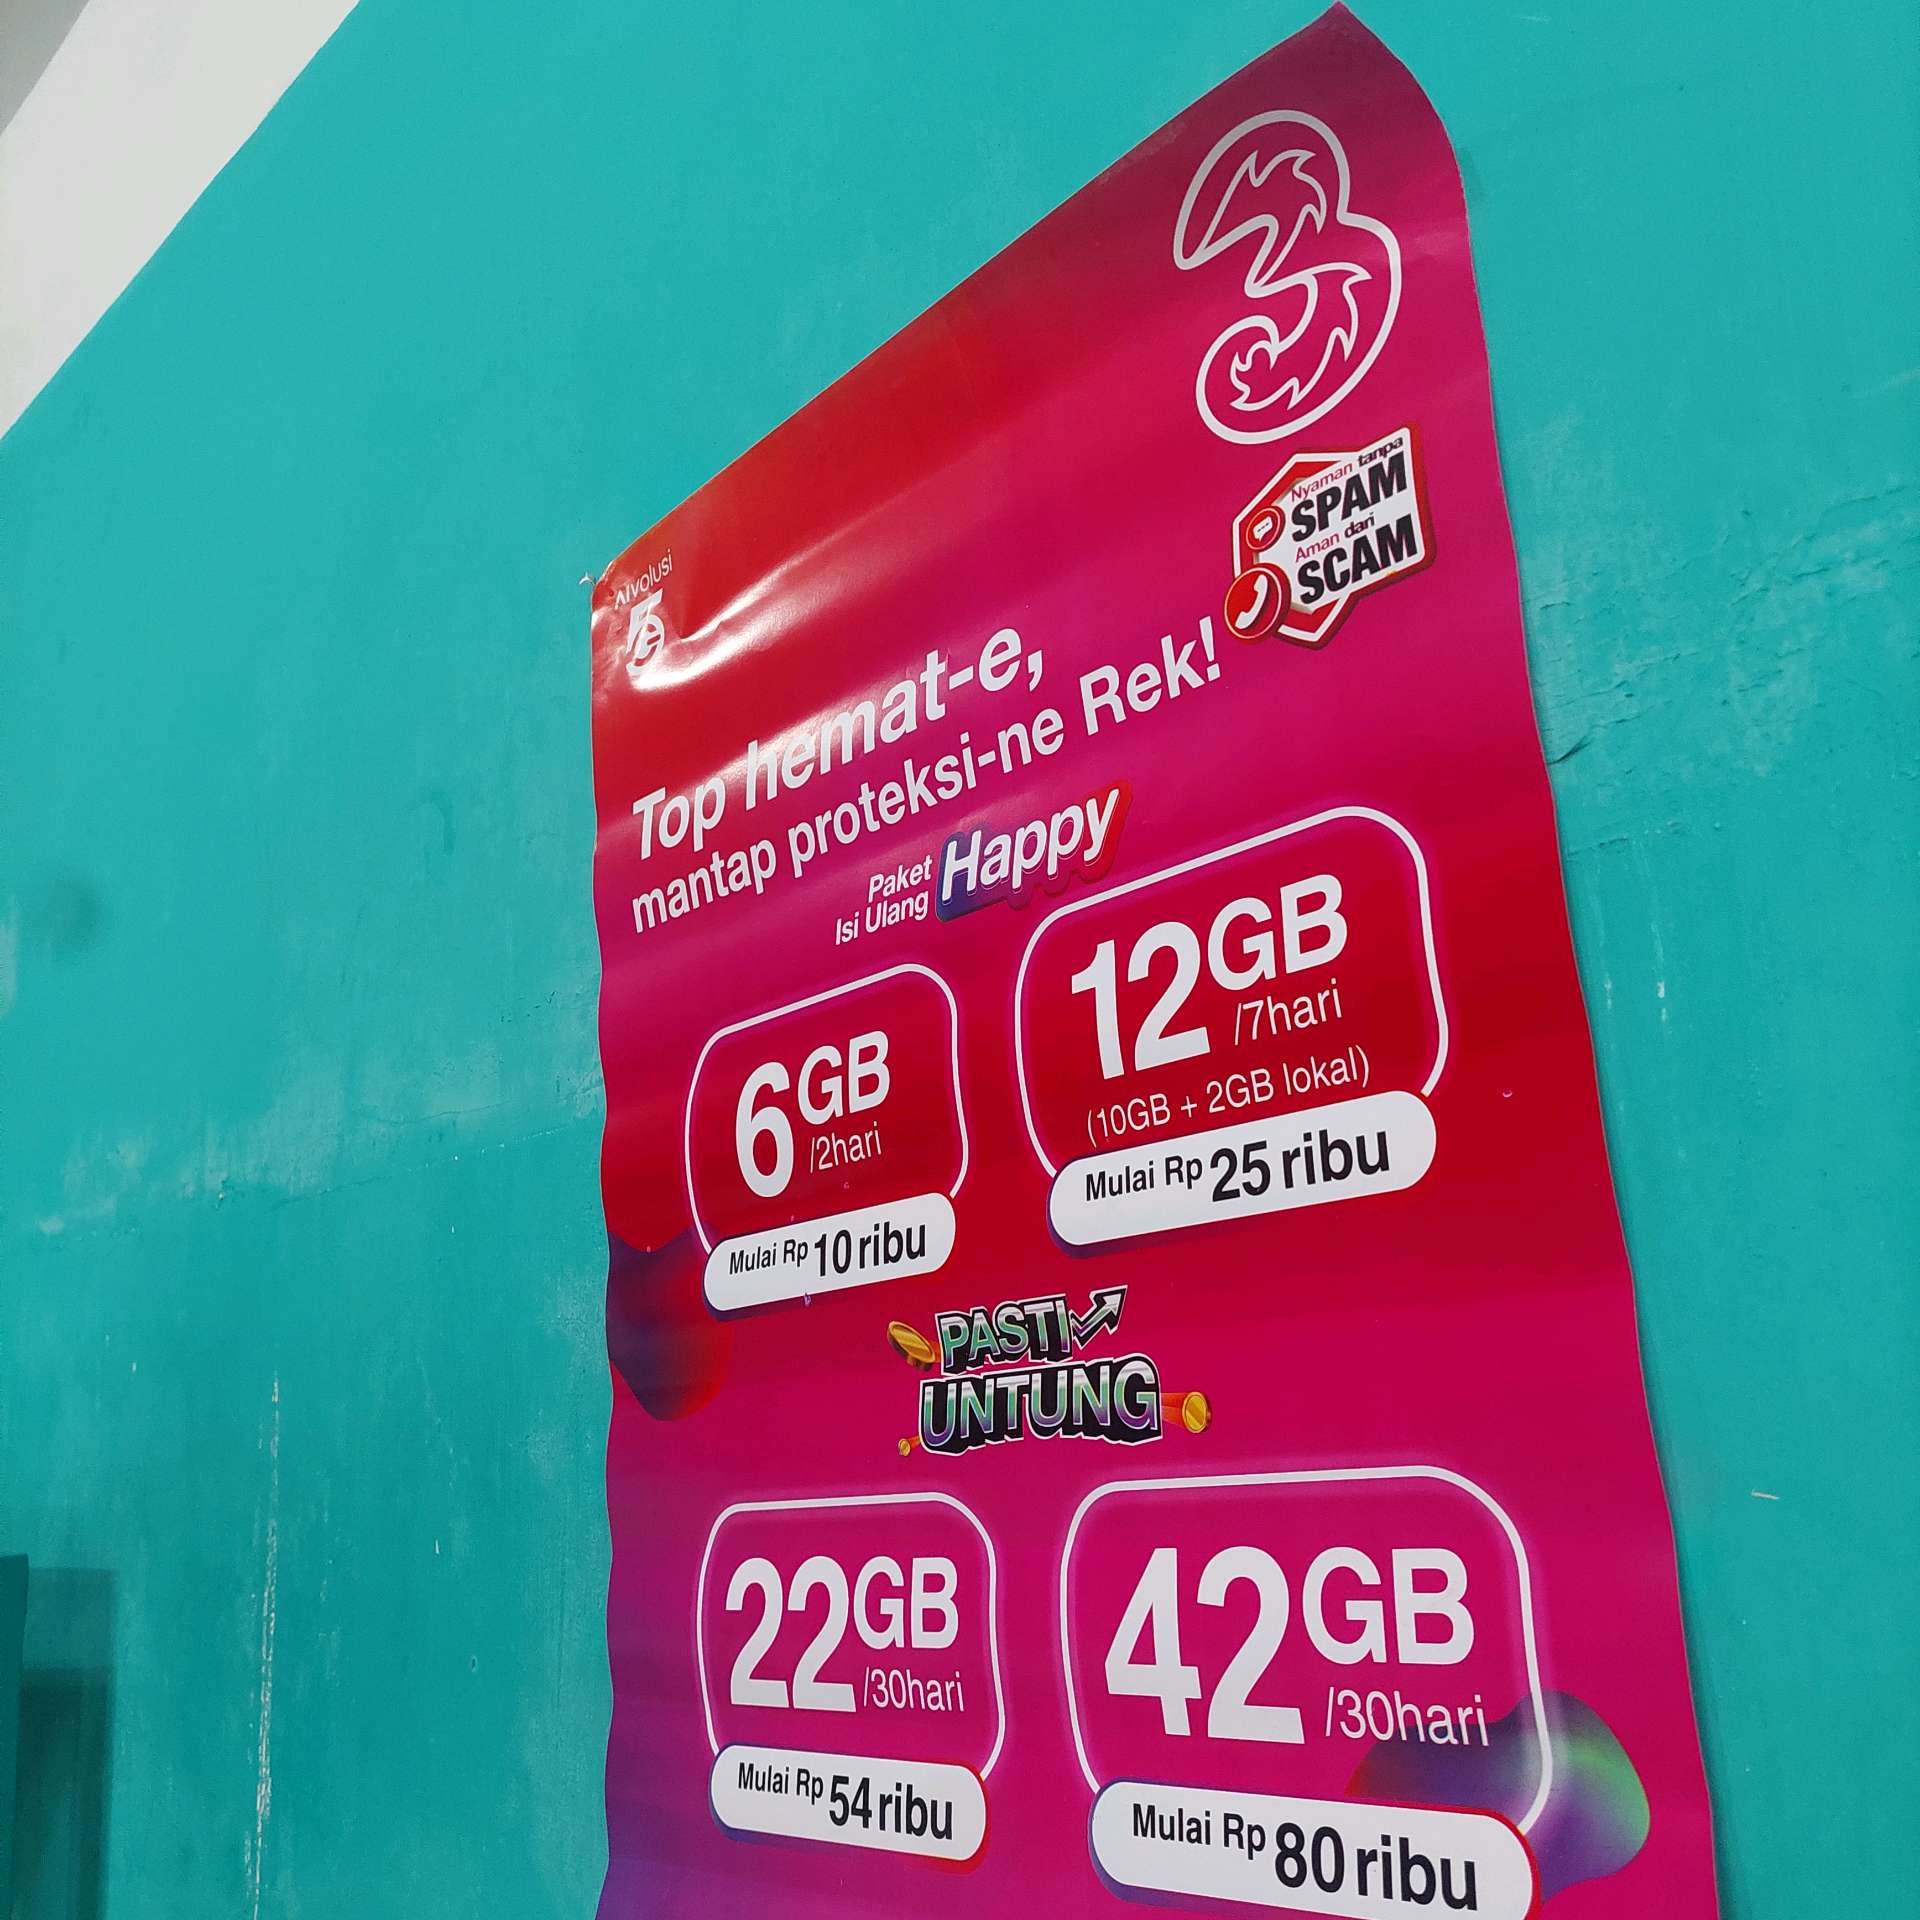 3
Nyaman tanpa
SPAM
Aman dari
SCAM
AIvolusi
5G
Top hemat-e,
mantap proteksi-ne Rek!
Paket
Isi Ulang
Happy
6GB
/2hari
Mulai Rp 10 ribu
12GB
/7hari
(10GB + 2GB lokal)
Mulai Rp 25 ribu
PASTI
UNTUNG
22GB
/30hari
Mulai Rp 54 ribu
42GB
/30hari
Mulai Rp 80 ribu